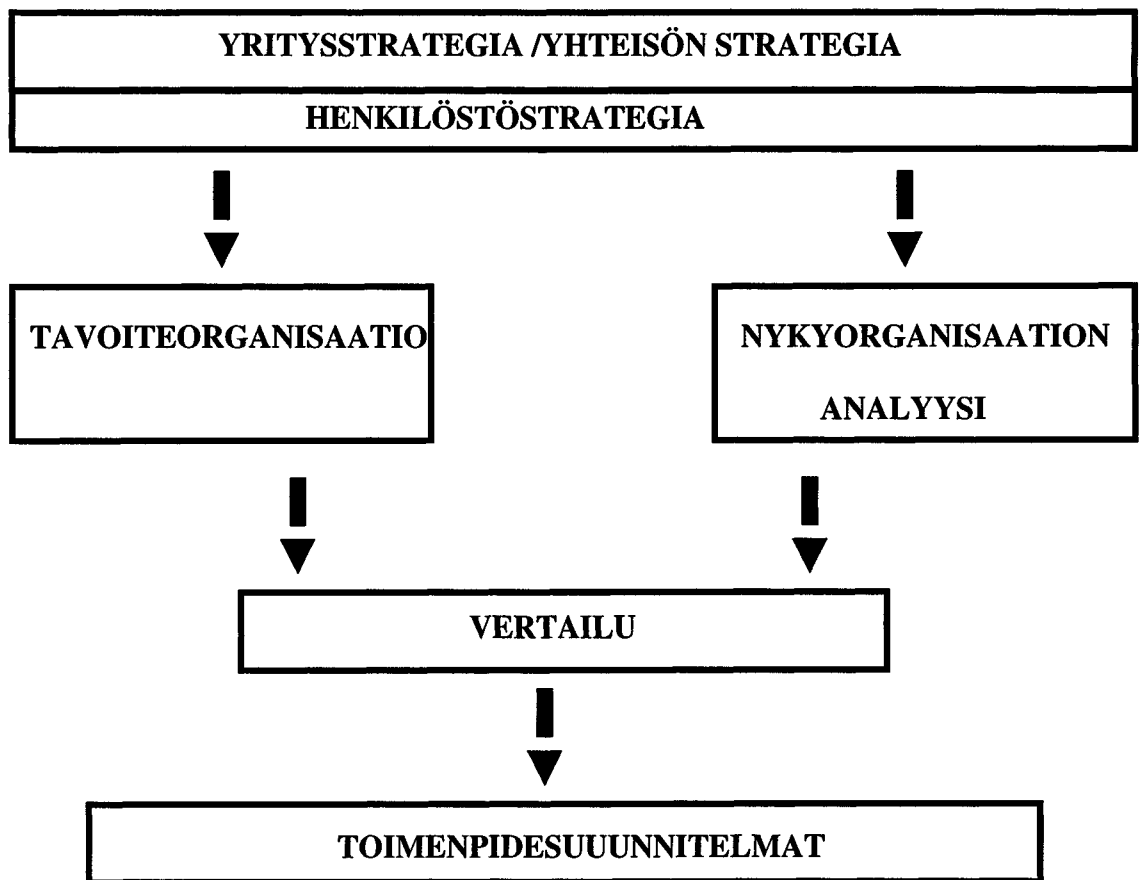 YRITYSSTRATEGIA /YHTEISÖN STRATEGIA
HENKILÖSTÖSTRATEGIA
TAVOITEORGANISAATIO
NYKYORGANISAATION
ANALYYSI
VERTAILU
TOIMENPIDESUUUNNITELMAT